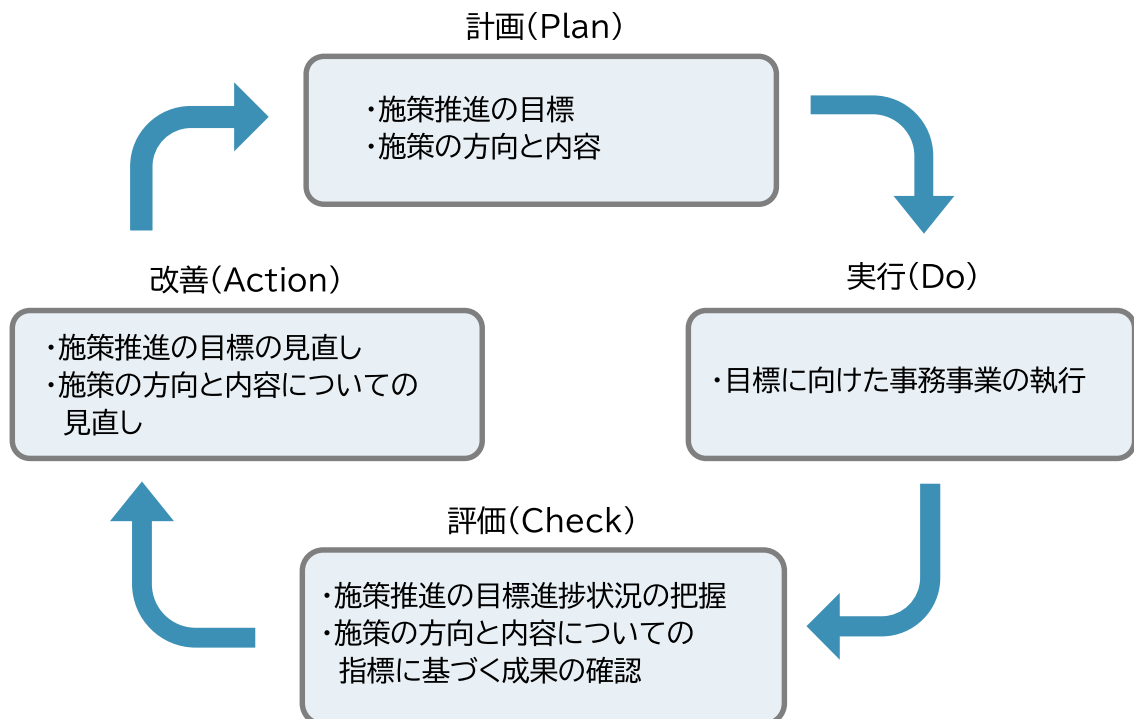 計画(Plan)
・施策推進の目標
・施策の方向と内容
改善(Action)
・施策推進の目標の見直し
・施策の方向と内容についての
見直し
実行(Do)
・目標に向けた事務事業の執行
評価(Check)
・施策推進の目標進捗状況の把握
・施策の方向と内容についての
指標に基づく成果の確認